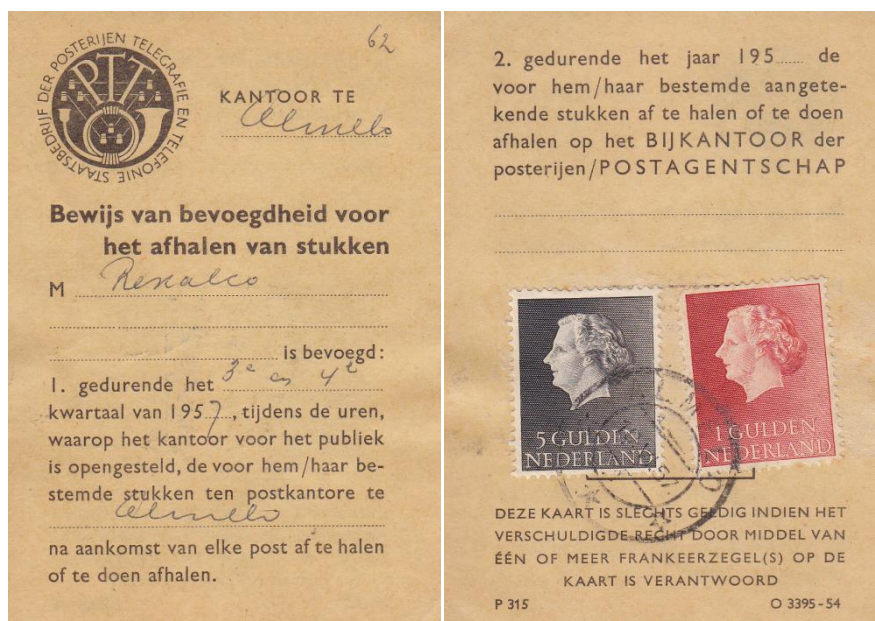 STAATSBEDRIJF DER POSTERIJEN TELEGRAFIE EN TELEFONIE
PTT
62
KANTOOR TE
Almelo
Bewijs van bevoegdheid voor
het afhalen van stukken
M Rexalco
is bevoegd:
1. gedurende het 3e en 4e
kwartaal van 1957, tijdens de uren,
waarop het kantoor voor het publiek
is opengesteld, de voor hem/haar be-
stemde stukken ten postkantore te
Almelo
na aankomst van elke post af te halen
of te doen afhalen.
2. gedurende het jaar 195..... de
voor hem/haar bestemde aangete-
kende stukken af te halen of te doen
afhalen op het BIJKANTOOR der
posterijen/POSTAGENTSCHAP
5 GULDEN
NEDERLAND
1 GULDEN
NEDERLAND
DEZE KAART IS SLECHTS GELDIG INDIEN HET
VERSCHULDIGDE RECHT DOOR MIDDEL VAN
ÉÉN OF MEER FRANKEERZEGEL(S) OP DE
KAART IS VERANTWOORD
P 315
O 3395-54